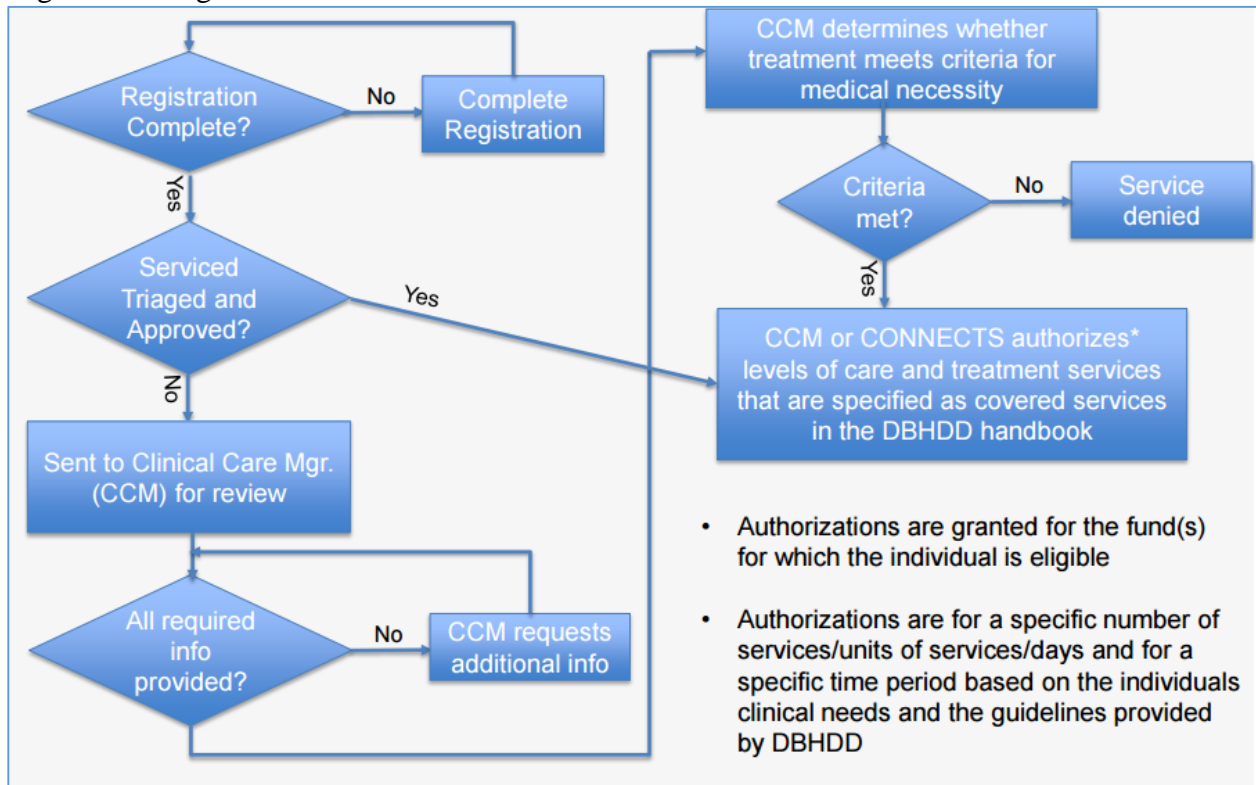 Registration
Complete?
No
Complete
Registration
Yes
Serviced
Triaged and
Approved?
Yes
No
Sent to Clinical Care Mgr.
(CCM) for review
All required
info
provided?
No
CCM requests
additional info
CCM determines whether
treatment meets criteria for
medical necessity
Criteria
met?
No
Service
denied
Yes
CCM or CONNECTS authorizes*
levels of care and treatment services
that are specified as covered services
in the DBHDD handbook
• Authorizations are granted for the fund(s)
for which the individual is eligible
• Authorizations are for a specific number of
services/units of services/days and for a
specific time period based on the individuals
clinical needs and the guidelines provided
by DBHDD